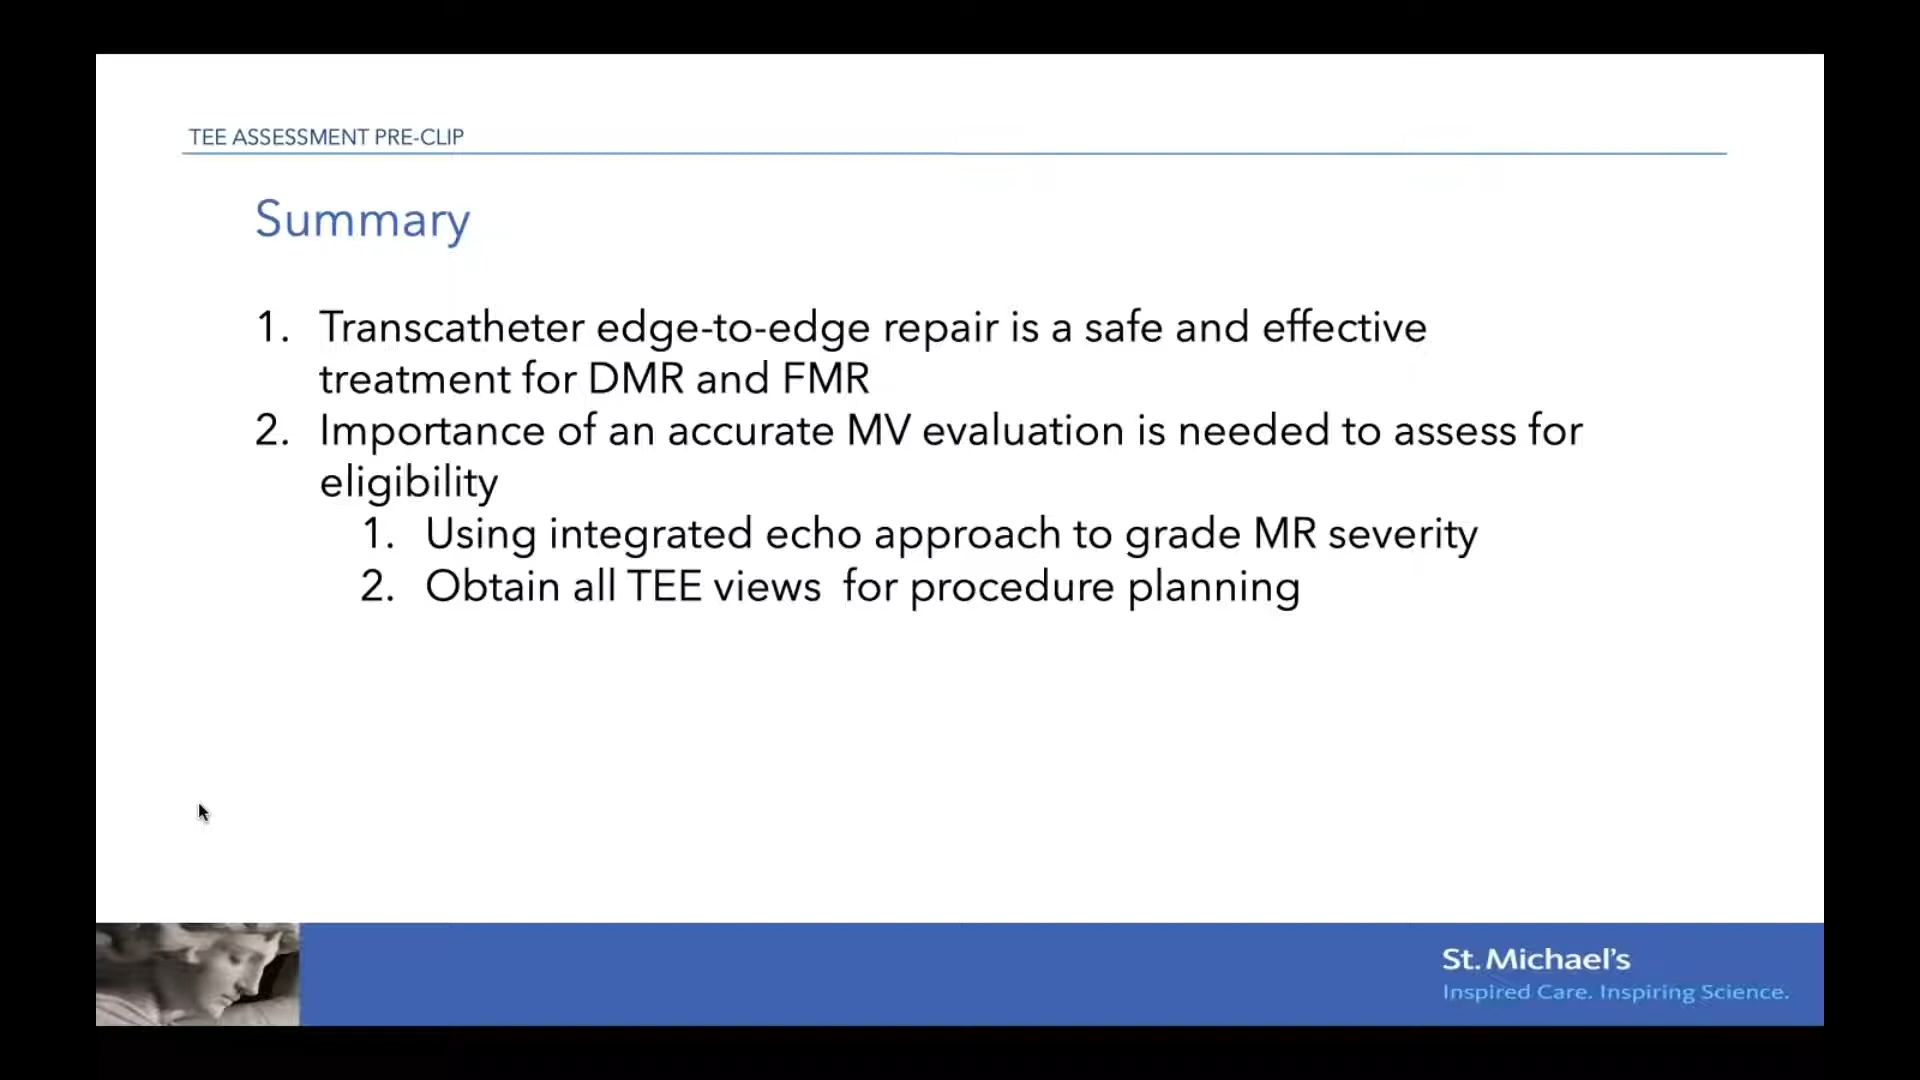 TEE ASSESSMENT PRE-CLIP
Summary
1. Transcatheter edge-to-edge repair is a safe and effective
treatment for DMR and FMR
2. Importance of an accurate MV evaluation is needed to assess for
eligibility
1. Using integrated echo approach to grade MR severity
2. Obtain all TEE views for procedure planning
St. Michael's
Inspired Care. Inspiring Science.